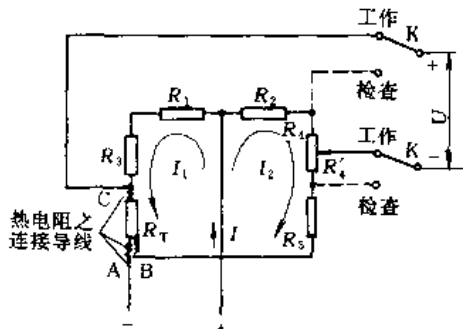 工作 K
+
R₁ R₂
检查
U
R₃ R₄ 工作
I₁ I₂ R′₄ K
−
C
检查
热电阻之
连接导线
R_T I R₅
A B
− +